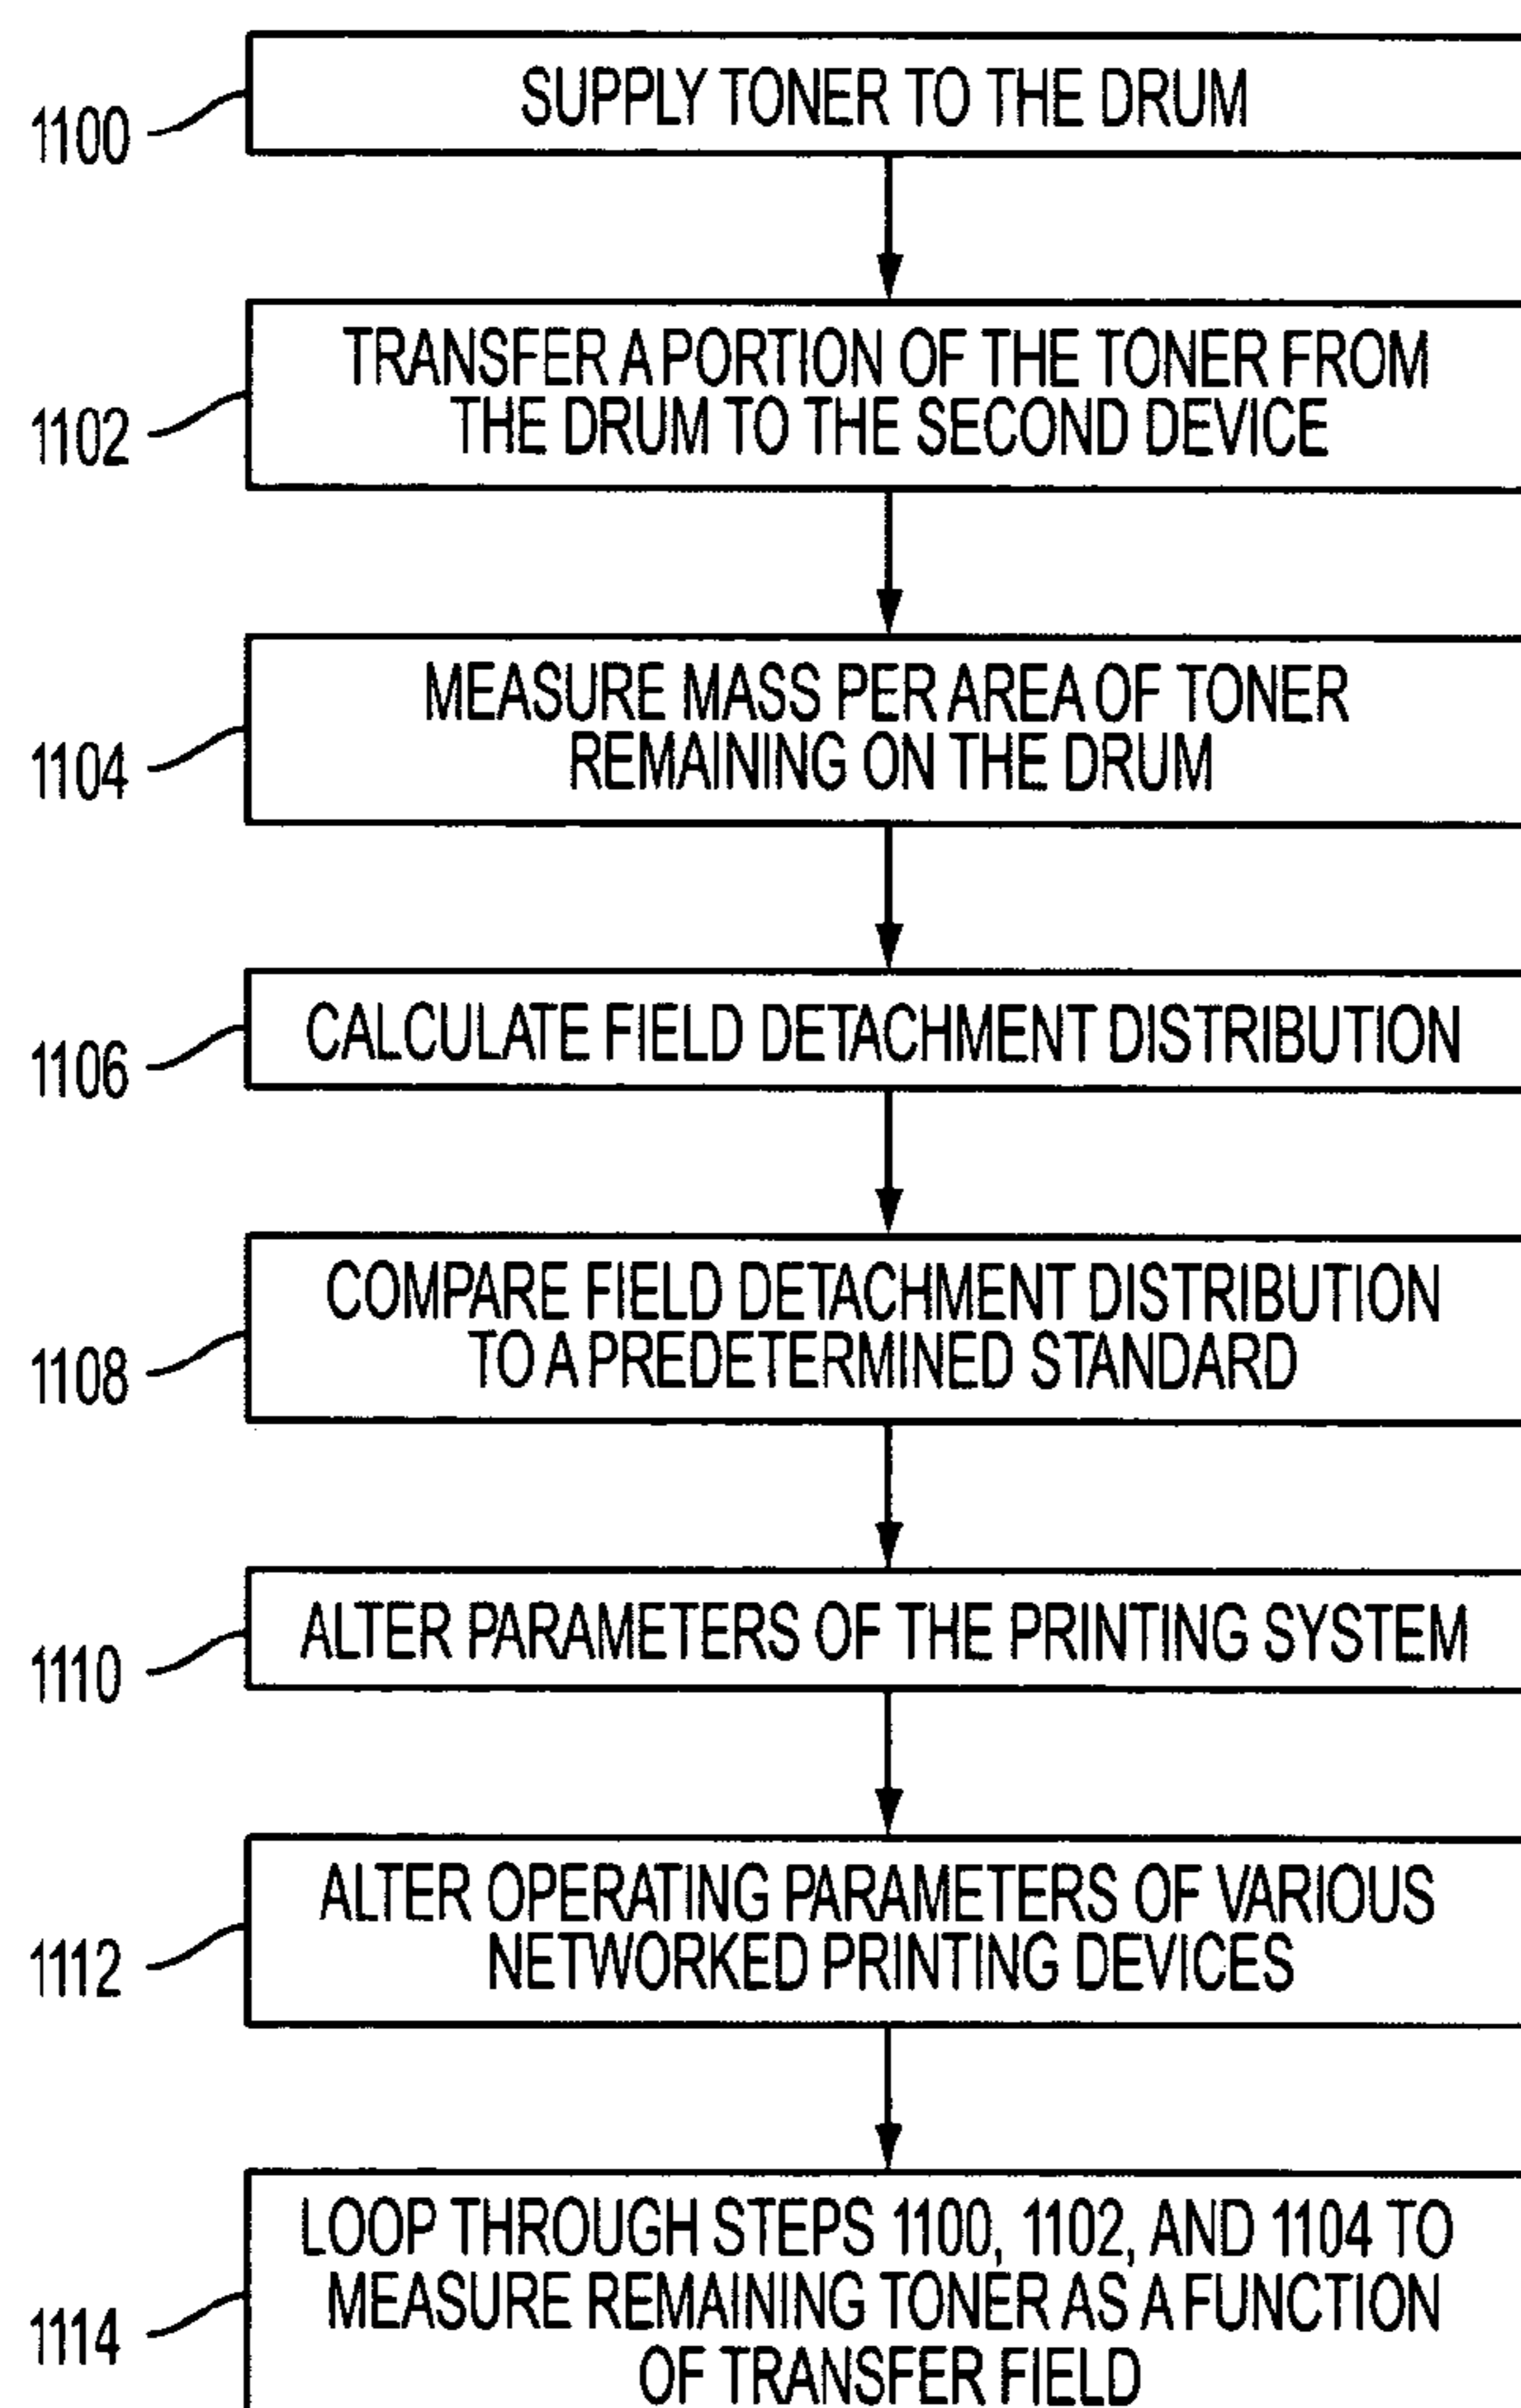 1100
SUPPLY TONER TO THE DRUM
1102
TRANSFER A PORTION OF THE TONER FROM
THE DRUM TO THE SECOND DEVICE
1104
MEASURE MASS PER AREA OF TONER
REMAINING ON THE DRUM
1106
CALCULATE FIELD DETACHMENT DISTRIBUTION
1108
COMPARE FIELD DETACHMENT DISTRIBUTION
TO A PREDETERMINED STANDARD
1110
ALTER PARAMETERS OF THE PRINTING SYSTEM
1112
ALTER OPERATING PARAMETERS OF VARIOUS
NETWORKED PRINTING DEVICES
1114
LOOP THROUGH STEPS 1100, 1102, AND 1104 TO
MEASURE REMAINING TONER AS A FUNCTION
OF TRANSFER FIELD